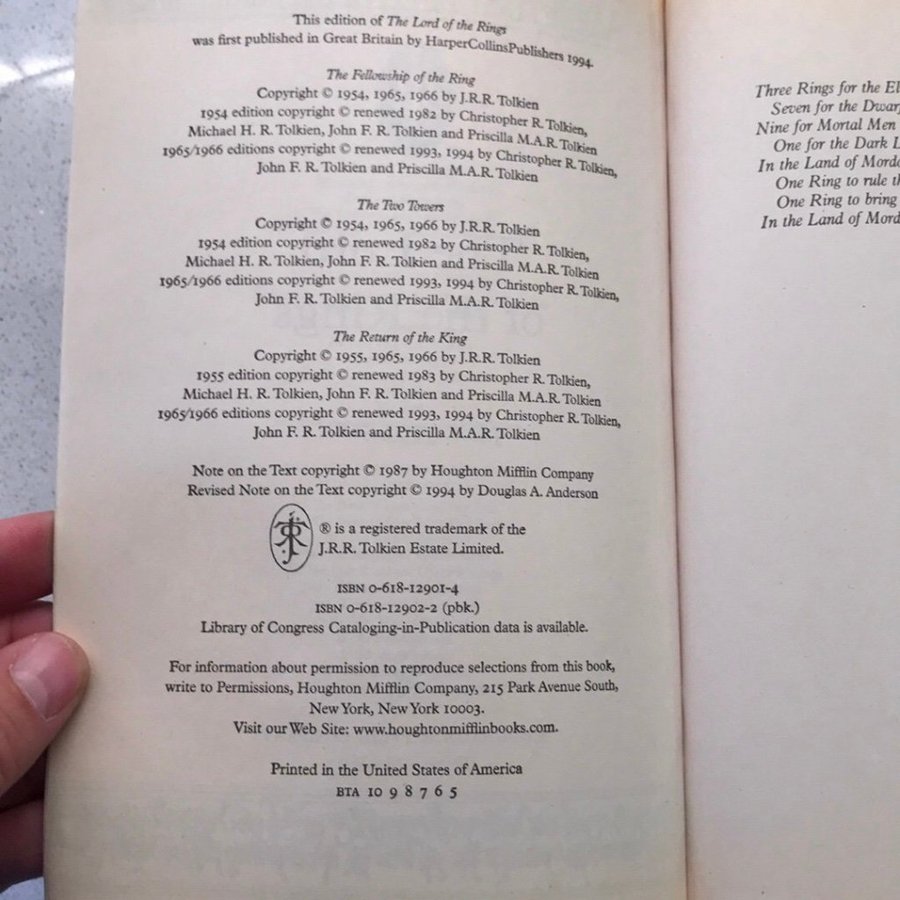 This edition of The Lord of the Rings
was first published in Great Britain by HarperCollinsPublishers 1994
The Fellowship of the Ring
Copyright © 1954, 1965, 1966 by J.R.R. Tolkien
1954 edition copyright © renewed 1982 by Christopher R. Tolkien,
Michael H. R. Tolkien, John F. R. Tolkien and Priscilla M.A.R. Tolkien
1965/1966 editions copyright © renewed 1993, 1994 by Christopher R. Tolkien,
John F. R. Tolkien and Priscilla M.A.R. Tolkien
The Two Towers
Copyright © 1954, 1965, 1966 by J.R.R. Tolkien
1954 edition copyright © renewed 1982 by Christopher R. Tolkien,
Michael H. R. Tolkien, John F. R. Tolkien and Priscilla M.A.R. Tolkien
1965/1966 editions copyright © renewed 1993, 1994 by Christopher R. Tolkien,
John F. R. Tolkien and Priscilla M.A.R. Tolkien
The Return of the King
Copyright © 1955, 1965, 1966 by J.R.R. Tolkien
1955 edition copyright © renewed 1983 by Christopher R. Tolkien,
Michael H. R. Tolkien, John F. R. Tolkien and Priscilla M.A.R. Tolkien
1965/1966 editions copyright © renewed 1993, 1994 by Christopher R. Tolkien,
John F. R. Tolkien and Priscilla M.A.R. Tolkien
Note on the Text copyright © 1987 by Houghton Mifflin Company
Revised Note on the Text copyright © 1994 by Douglas A. Anderson
® is a registered trademark of the
J.R.R. Tolkien Estate Limited.
ISBN 0-618-12901-4
ISBN 0-618-12902-2 (pbk.)
Library of Congress Cataloging-in-Publication data is available.
For information about permission to reproduce selections from this book,
write to Permissions, Houghton Mifflin Company, 215 Park Avenue South,
New York, New York 10003.
Visit our Web Site: www.houghtonmifflinbooks.com.
Printed in the United States of America
BTA 10 9 8 7 6 5
Three Rings for the
Seven for the
Nine for Mortal Men
One for the Dark
In the Land of
One Ring to rule
One Ring to bring
In the Land of